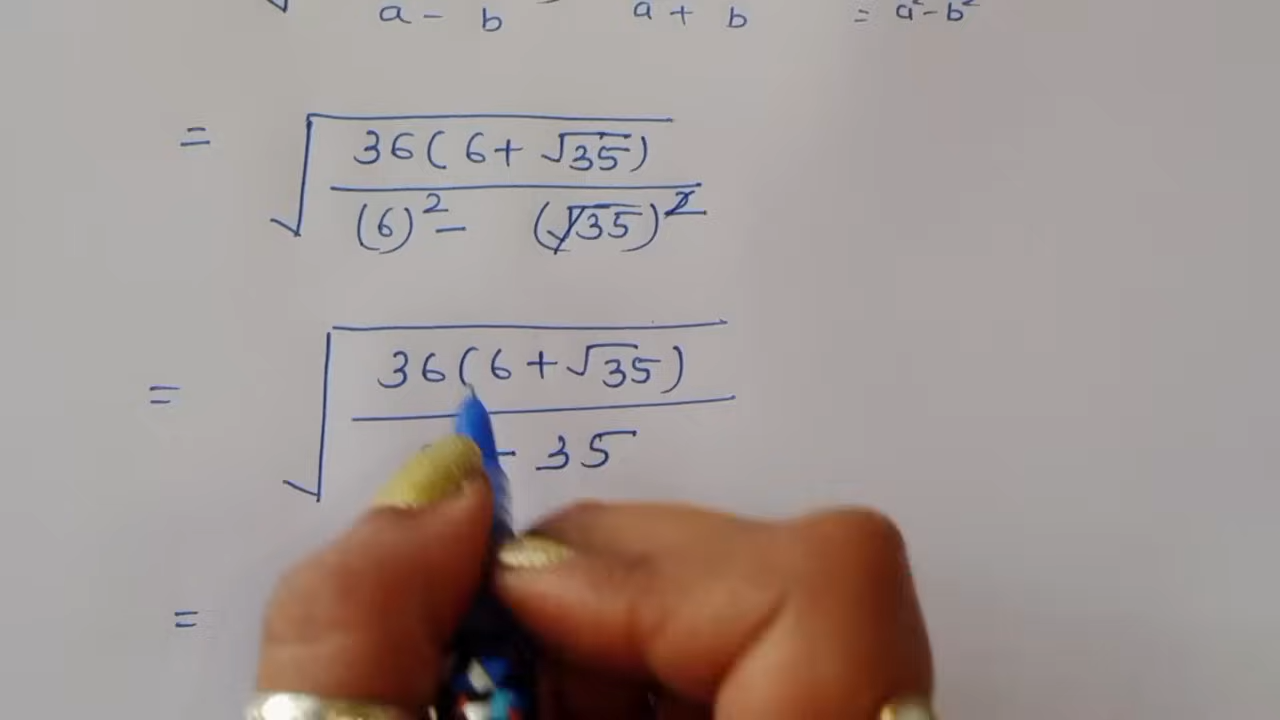 √ a - b a + b = a² - b²
= √(36(6+√35) / (6)² - (√35)²)
= √(36(6+√35) / - 35)
=